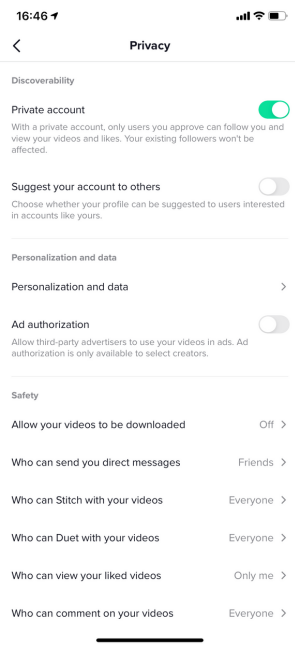 16:46
Privacy
Discoverability
Private account
With a private account, only users you approve can follow you and
view your videos and likes. Your existing followers won't be
affected.
Suggest your account to others
Choose whether your profile can be suggested to users interested
in accounts like yours.
Personalization and data
Personalization and data
Ad authorization
Allow third-party advertisers to use your videos in ads. Ad
authorization is only available to select creators.
Safety
Allow your videos to be downloaded Off
Who can send you direct messages Friends
Who can Stitch with your videos Everyone
Who can Duet with your videos Everyone
Who can view your liked videos Only me
Who can comment on your videos Everyone